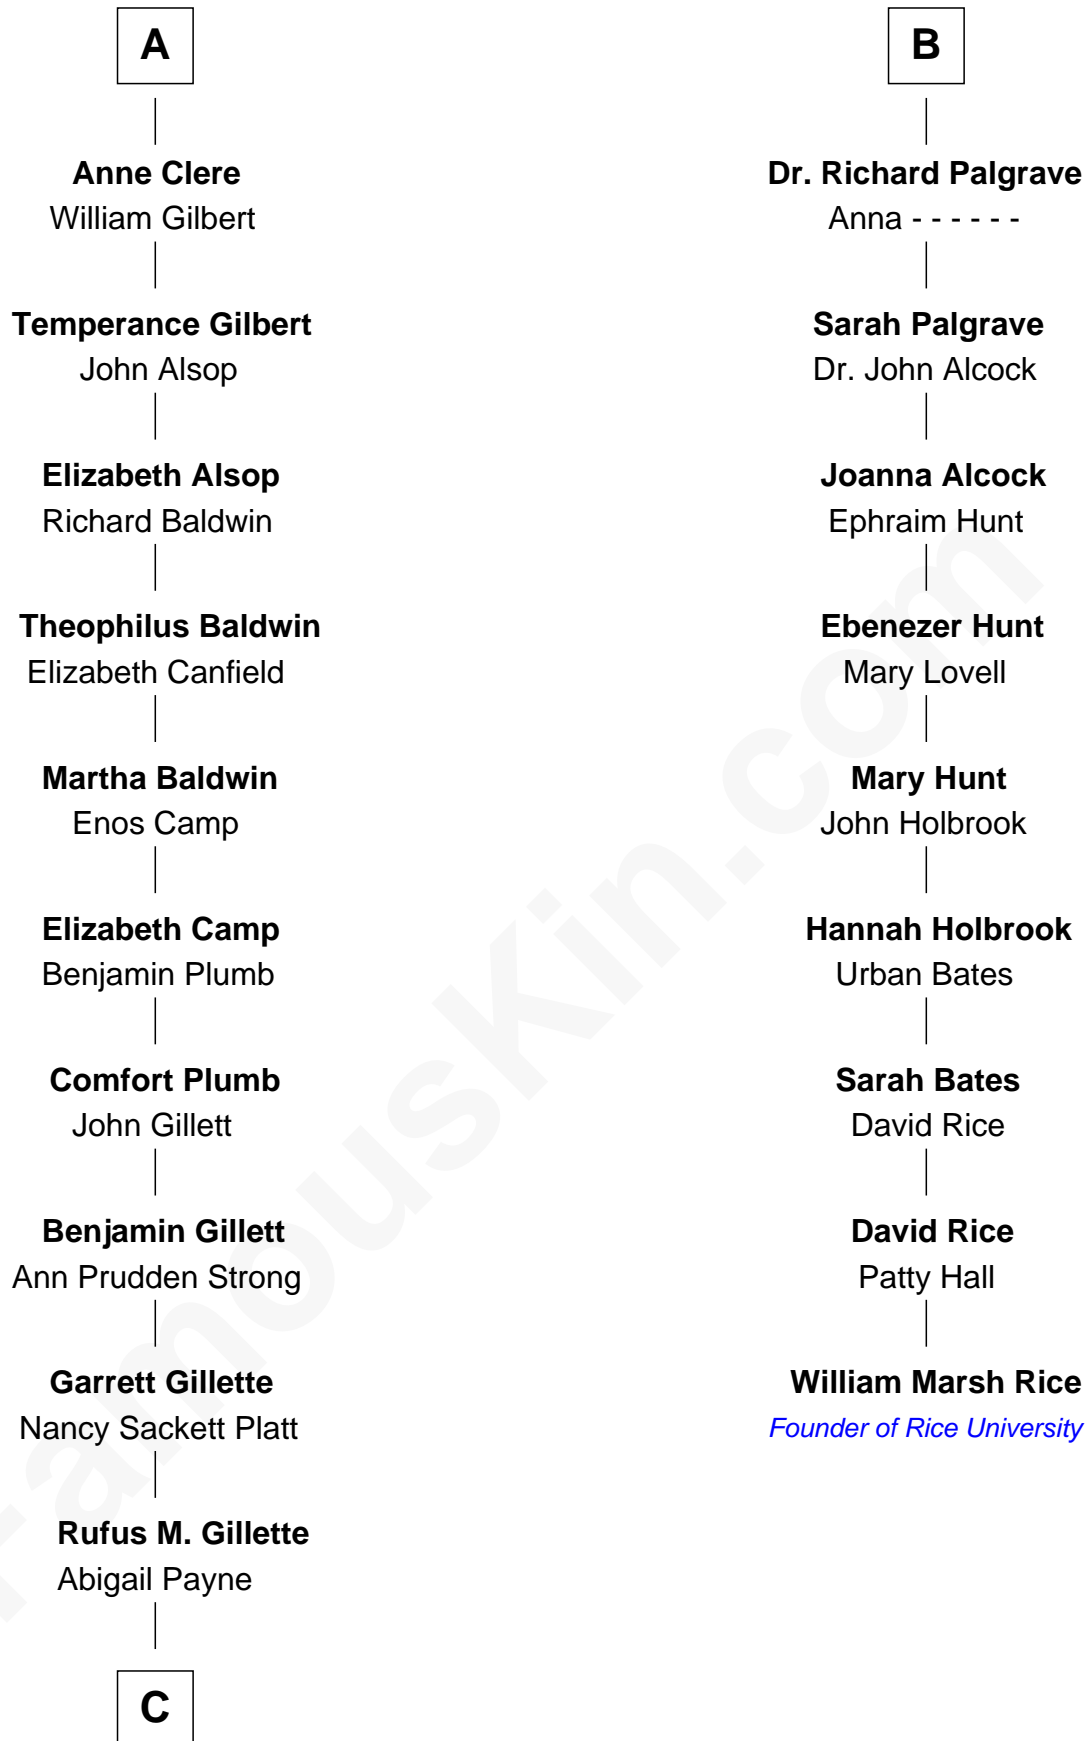 A
Anne Clere
William Gilbert
Temperance Gilbert
John Alsop
Elizabeth Alsop
Richard Baldwin
Theophilus Baldwin
Elizabeth Canfield
Martha Baldwin
Enos Camp
Elizabeth Camp
Benjamin Plumb
Comfort Plumb
John Gillett
Benjamin Gillett
Ann Prudden Strong
Garrett Gillette
Nancy Sackett Platt
Rufus M. Gillette
Abigail Payne
C
B
Dr. Richard Palgrave
Anna - - - - - -
Sarah Palgrave
Dr. John Alcock
Joanna Alcock
Ephraim Hunt
Ebenezer Hunt
Mary Lovell
Mary Hunt
John Holbrook
Hannah Holbrook
Urban Bates
Sarah Bates
David Rice
David Rice
Patty Hall
William Marsh Rice
Founder of Rice University
FamousKin.com